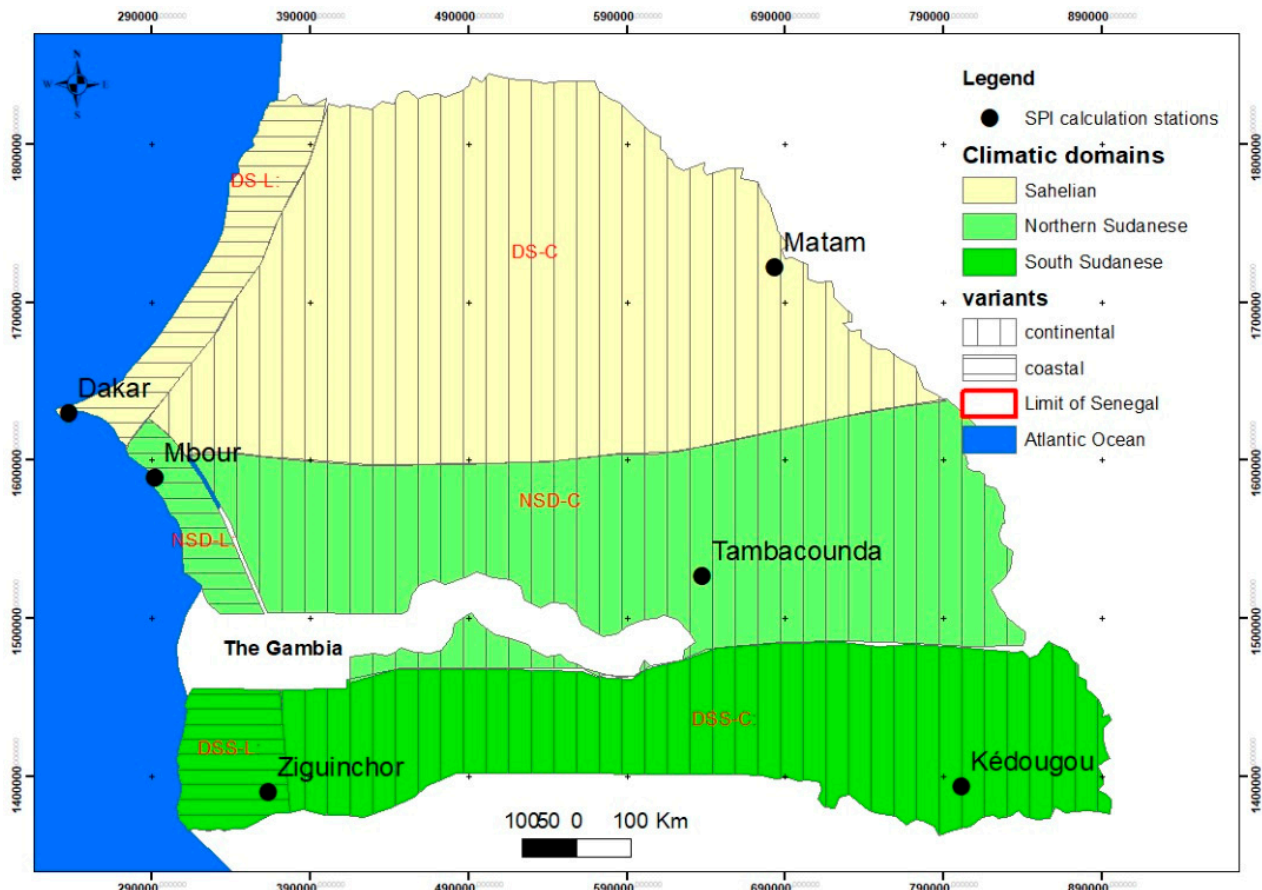 290000 390000 490000 590000 690000 790000 890000
N
W E
S
Legend
SPI calculation stations
Climatic domains
Sahelian
Northern Sudanese
South Sudanese
variants
continental
coastal
Limit of Senegal
Atlantic Ocean
1800000 1800000
DS-L:
DS-C
Matam
1700000 1700000
Dakar
Mbour
1600000 1600000
NSD-C
NSD-L:
Tambacounda
1500000 1500000
The Gambia
DSS-C:
DSS-L:
Ziguinchor
Kédougou
1400000 1400000
10050 0 100 Km
290000 390000 490000 590000 690000 790000 890000